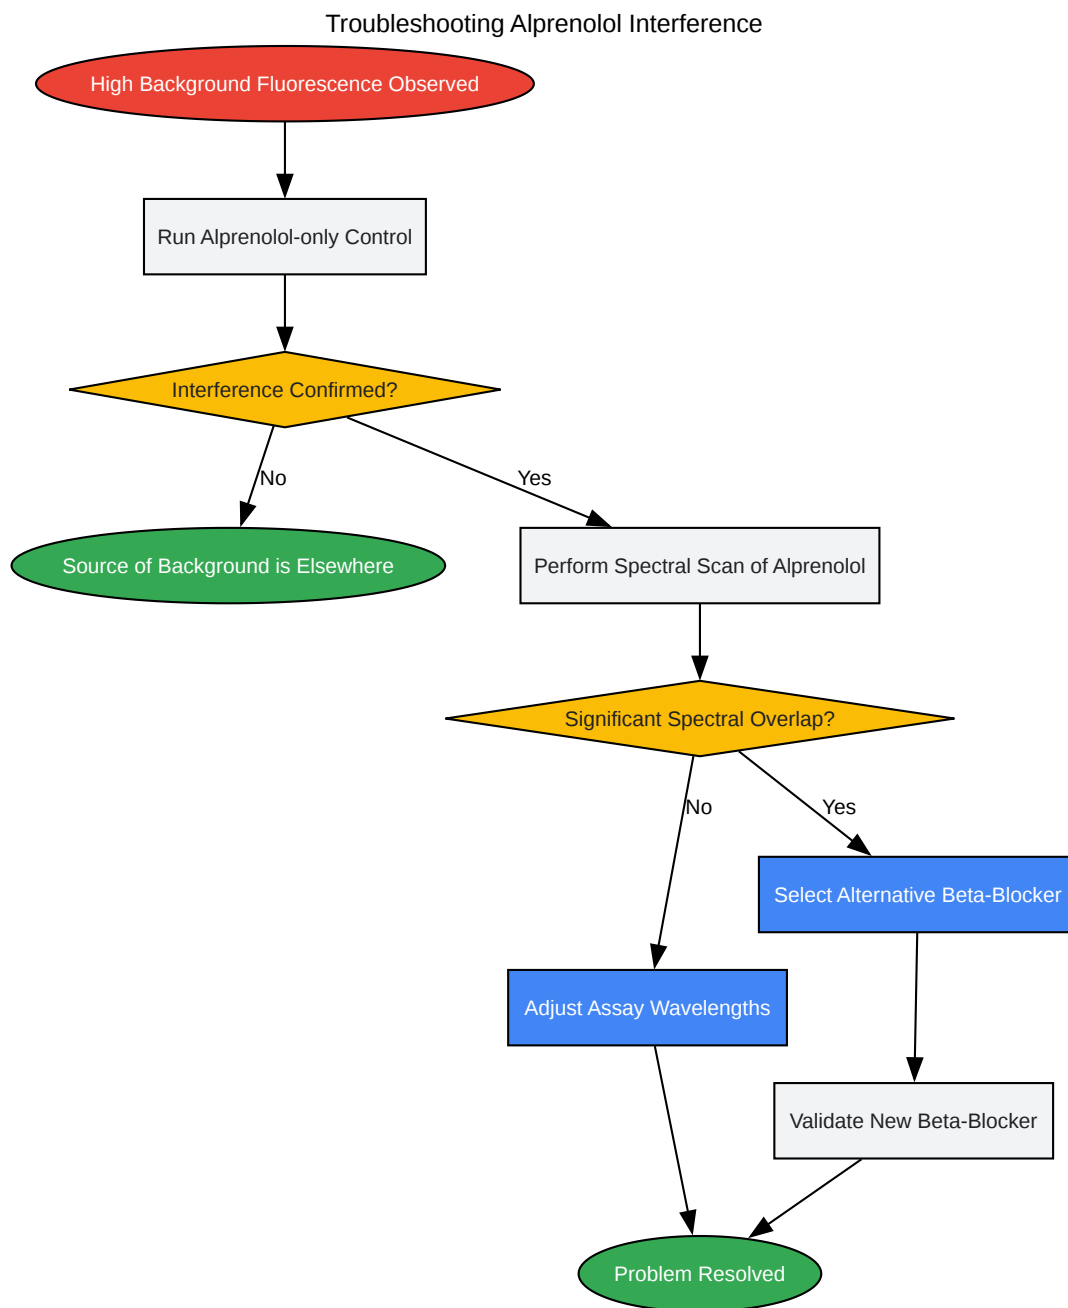 Troubleshooting Alprenolol Interference
High Background Fluorescence Observed
Run Alprenolol-only Control
Interference Confirmed?
No
Yes
Source of Background is Elsewhere
Perform Spectral Scan of Alprenolol
Significant Spectral Overlap?
No
Yes
Select Alternative Beta-Blocker
Adjust Assay Wavelengths
Validate New Beta-Blocker
Problem Resolved